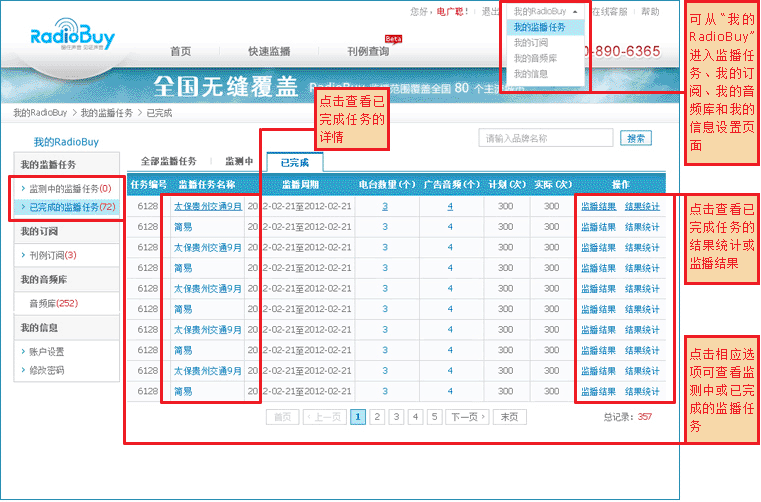 您好，电广聪！ 退出 我的RadioBuy 在线客服 帮助
我的监播任务
我的订阅
我的音频库
我的信息
RadioBuy
首页 快速监播 刊例查询 Beta
0-890-6365
全国无缝覆盖 RadioBuy 范围覆盖全国 80 个主流
我的RadioBuy > 我的监播任务 > 已完成
我的RadioBuy
我的监播任务
监测中的监播任务(0)
已完成的监播任务(72)
我的订阅
刊例订阅(3)
我的音频库
音频库(252)
我的信息
账户设置
修改密码
请输入品牌名称 搜索
全部监播任务 监测中 已完成
任务编号 监播任务名称 监播周期 电台数量(个) 广告音频(个) 计划(次) 实际(次) 操作
6128 太保贵州交通9月 2012-02-21至2012-02-21 3 4 300 300 监播结果 结果统计
6128 简易 2012-02-21至2012-02-21 3 4 300 300 监播结果 结果统计
6128 太保贵州交通9月 2012-02-21至2012-02-21 3 4 300 300 监播结果 结果统计
6128 简易 2012-02-21至2012-02-21 3 4 300 300 监播结果 结果统计
6128 太保贵州交通9月 2012-02-21至2012-02-21 3 4 300 300 监播结果 结果统计
6128 简易 2012-02-21至2012-02-21 3 4 300 300 监播结果 结果统计
6128 太保贵州交通9月 2012-02-21至2012-02-21 3 4 300 300 监播结果 结果统计
6128 简易 2012-02-21至2012-02-21 3 4 300 300 监播结果 结果统计
6128 太保贵州交通9月 2012-02-21至2012-02-21 3 4 300 300 监播结果 结果统计
6128 简易 2012-02-21至2012-02-21 3 4 300 300 监播结果 结果统计
首页 上一页 1 2 3 4 5 下一页 末页 总记录：357
点击查看已
完成任务的
详情
可从“我的
RadioBuy”
进入监播任
务、我的订
阅、我的音
频库和我的
信息设置页
面
点击查看已
完成任务的
结果统计或
监播结果
点击相应选
项可查看监
测中或已完
成的监播任
务